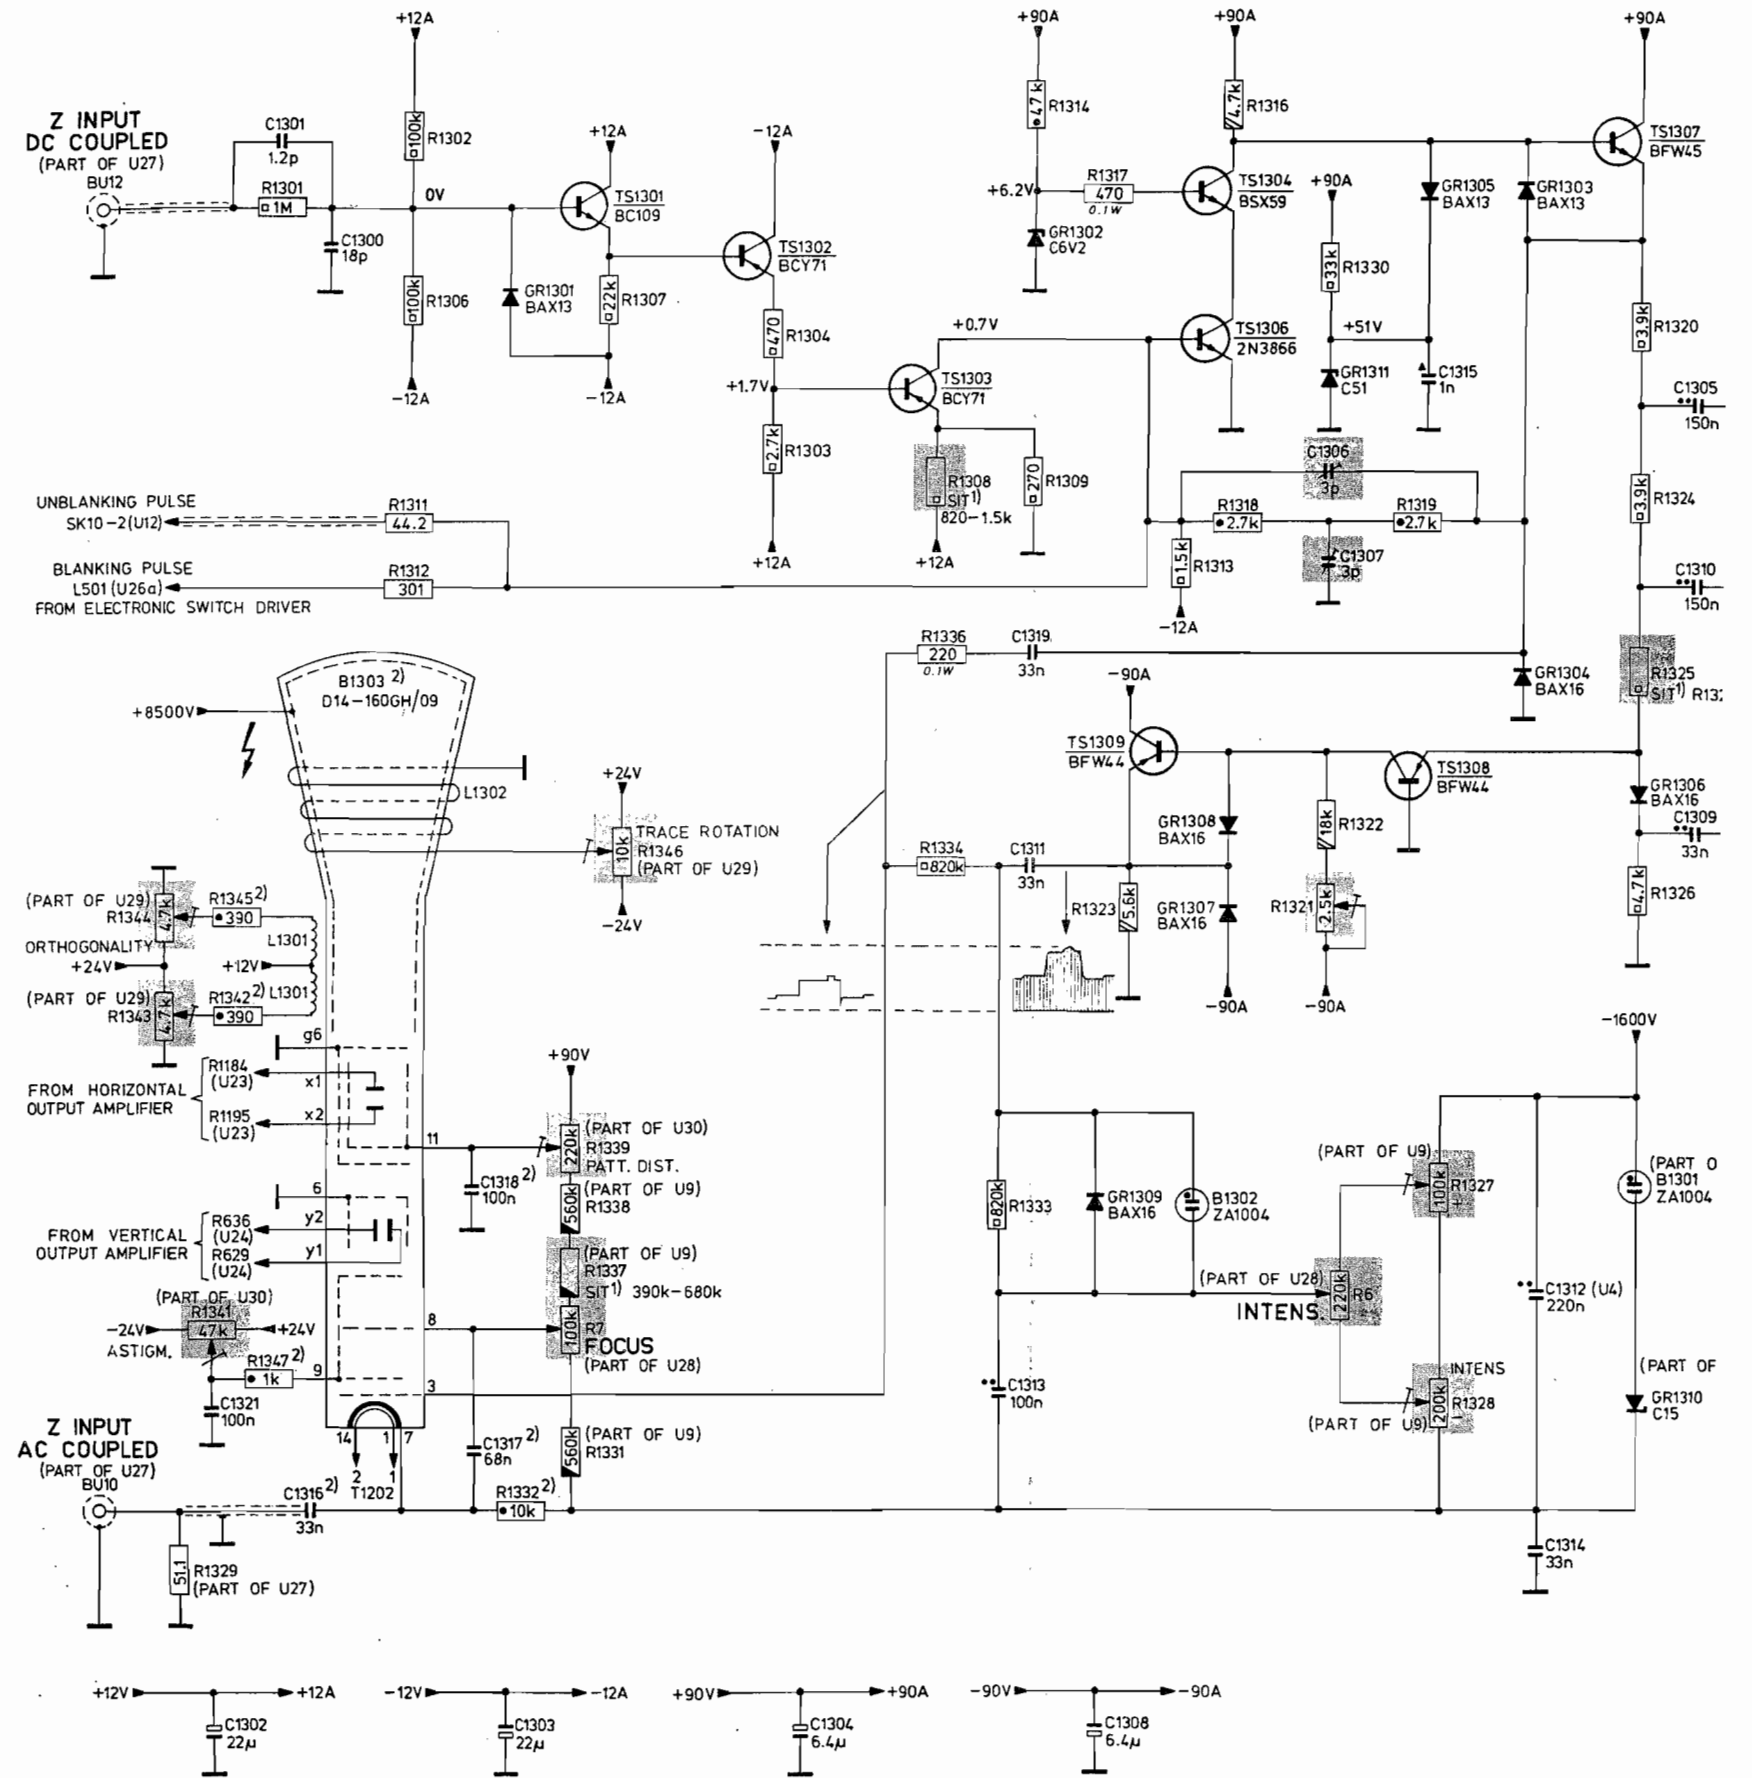 +12A
+90A
+90A
+90A
Z INPUT
DC COUPLED
(PART OF U27)
BU12
C1301
1.2p
R1301
1M
C1300
18p
100k
R1302
0V
100k
R1306
-12A
GR1301
BAX13
+12A
TS1301
BC109
22k
R1307
-12A
-12A
TS1302
BCY71
470
R1304
+1.7V
2.7k
R1303
+12A
+0.7V
TS1303
BCY71
R1308
SIT1)
820-1.5k
+12A
270
R1309
47k
R1314
+6.2V
GR1302
C6V2
R1317
470
0.1W
4.7k
R1316
TS1304
BSX59
TS1306
2N3866
+90A
33k
R1330
+51V
GR1311
C51
C1315
1n
GR1305
BAX13
GR1303
BAX13
TS1307
BFW45
3.9k
R1320
C1305
150n
3.9k
R1324
C1310
150n
R1325
SIT1)
R132
C1306
3p
R1318
2.7k
R1319
2.7k
C1307
3p
1.5k
R1313
-12A
UNBLANKING PULSE
SK10-2(U12)
R1311
44.2
BLANKING PULSE
L501(U26a)
FROM ELECTRONIC SWITCH DRIVER
R1312
301
R1336
220
0.1W
C1319
33n
GR1304
BAX16
B1303 2)
D14-160GH/09
+8500V
L1302
+24V
TRACE ROTATION
10k
R1346
(PART OF U29)
-24V
-90A
TS1309
BFW44
TS1308
BFW44
GR1308
BAX16
18k
R1322
GR1306
BAX16
C1309
33n
R1334
820k
C1311
33n
R1323
5.6k
GR1307
BAX16
R1321
2.5k
4.7k
R1326
-90A
-90A
(PART OF U29)
R1344
4.7k
R1345 2)
390
L1301
ORTHOGONALITY
+24V
+12V
(PART OF U29)
R1343
4.7k
R1342 2)
390
L1301
g6
R1184
(U23)
x1
FROM HORIZONTAL
OUTPUT AMPLIFIER
R1195
(U23)
x2
11
C1318 2)
100n
+90V
(PART OF U30)
220k
R1339
PATT. DIST.
(PART OF U9)
560k
R1338
(PART OF U9)
R1337
SIT1) 390k-680k
100k
R7
FOCUS
(PART OF U28)
(PART OF U9)
560k
R1331
6
R636
(U24)
y2
FROM VERTICAL
OUTPUT AMPLIFIER
R629
(U24)
y1
(PART OF U30)
R1341
-24V
47k
+24V
ASTIGM.
8
R1347 2)
1k
9
3
C1321
100n
14
1
7
2
1
T1202
C1317 2)
68n
R1332 2)
10k
Z INPUT
AC COUPLED
(PART OF U27)
BU10
C1316 2)
33n
51.1
R1329
(PART OF U27)
820k
R1333
GR1309
BAX16
B1302
ZA1004
C1313
100n
(PART OF U28)
INTENS.
220k
R6
(PART OF U9)
100k
R1327
+
INTENS
200k
R1328
-
(PART OF U9)
-1600V
(PART O
B1301
ZA1004
C1312 (U4)
220n
(PART OF
GR1310
C15
C1314
33n
+12V
+12A
C1302
22µ
-12V
-12A
C1303
22µ
+90V
+90A
C1304
6.4µ
-90V
-90A
C1308
6.4µ